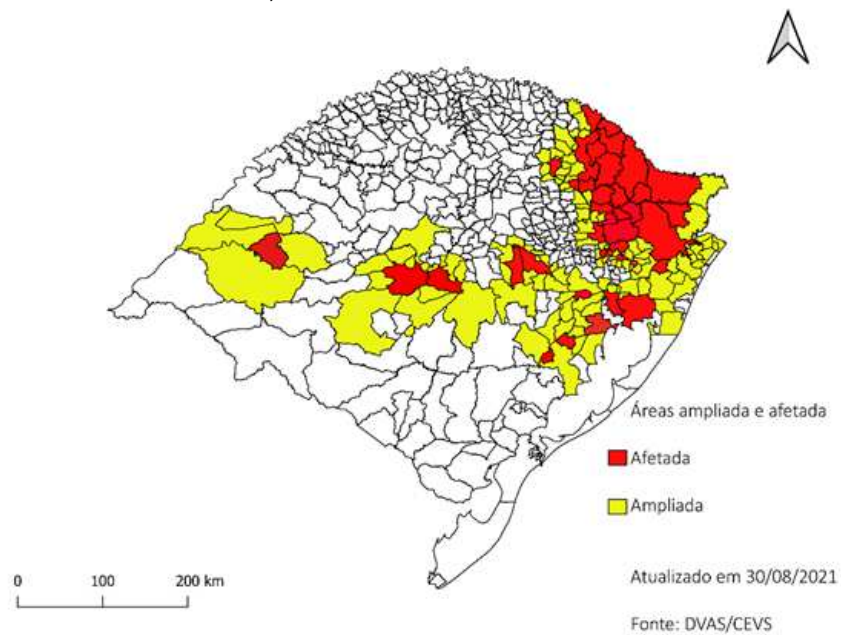 Áreas ampliada e afetada
Afetada
Ampliada
0 100 200 km
Atualizado em 30/08/2021
Fonte: DVAS/CEVS